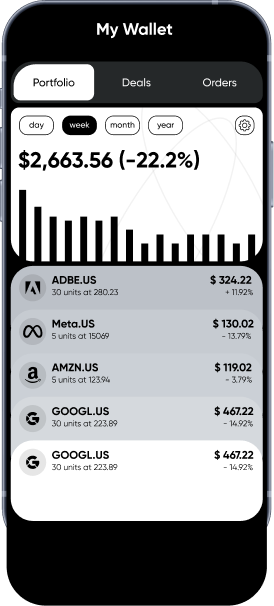 My Wallet
Portfolio Deals Orders
day week month year
$2,663.56 (-22.2%)
ADBE.US $ 324.22
30 units at 280.23 + 11.92%
Meta.US $ 130.02
5 units at 15069 - 13.79%
AMZN.US $ 119.02
5 units at 123.94 - 3.79%
GOOGL.US $ 467.22
30 units at 223.89 - 14.92%
GOOGL.US $ 467.22
30 units at 223.89 - 14.92%